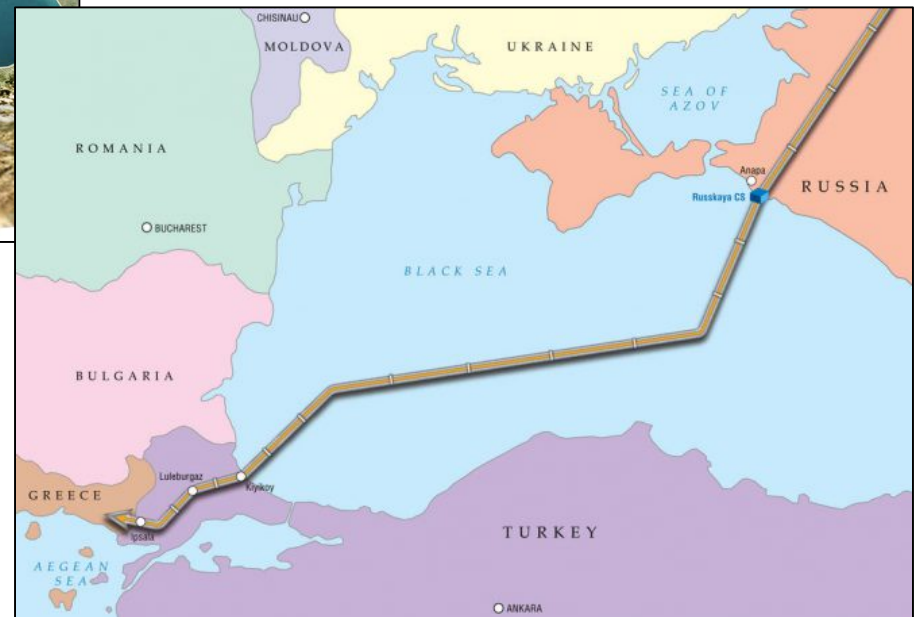 CHISINAU
MOLDOVA
UKRAINE
SEA OF
AZOV
ROMANIA
Anapa
RUSSIA
Russkaya CS
BUCHAREST
BLACK SEA
BULGARIA
Luleburgaz
Kiyikoy
GREECE
Ipsala
TURKEY
AEGEAN
SEA
ANKARA